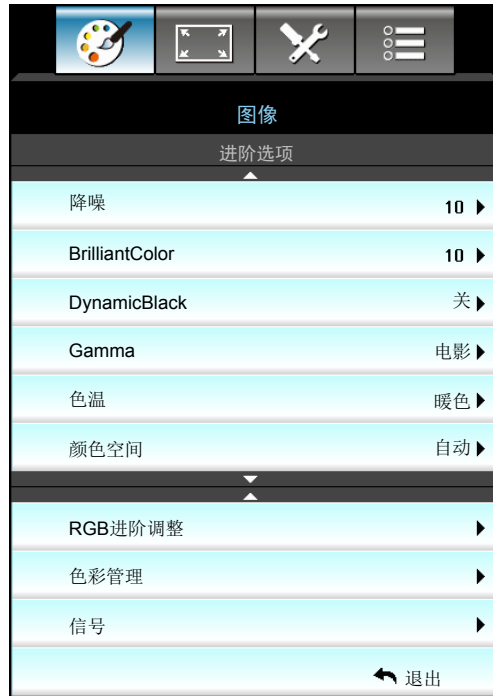 图像
进阶选项
降噪 10
BrilliantColor 10
DynamicBlack 关
Gamma 电影
色温 暖色
颜色空间 自动
RGB进阶调整
色彩管理
信号
退出